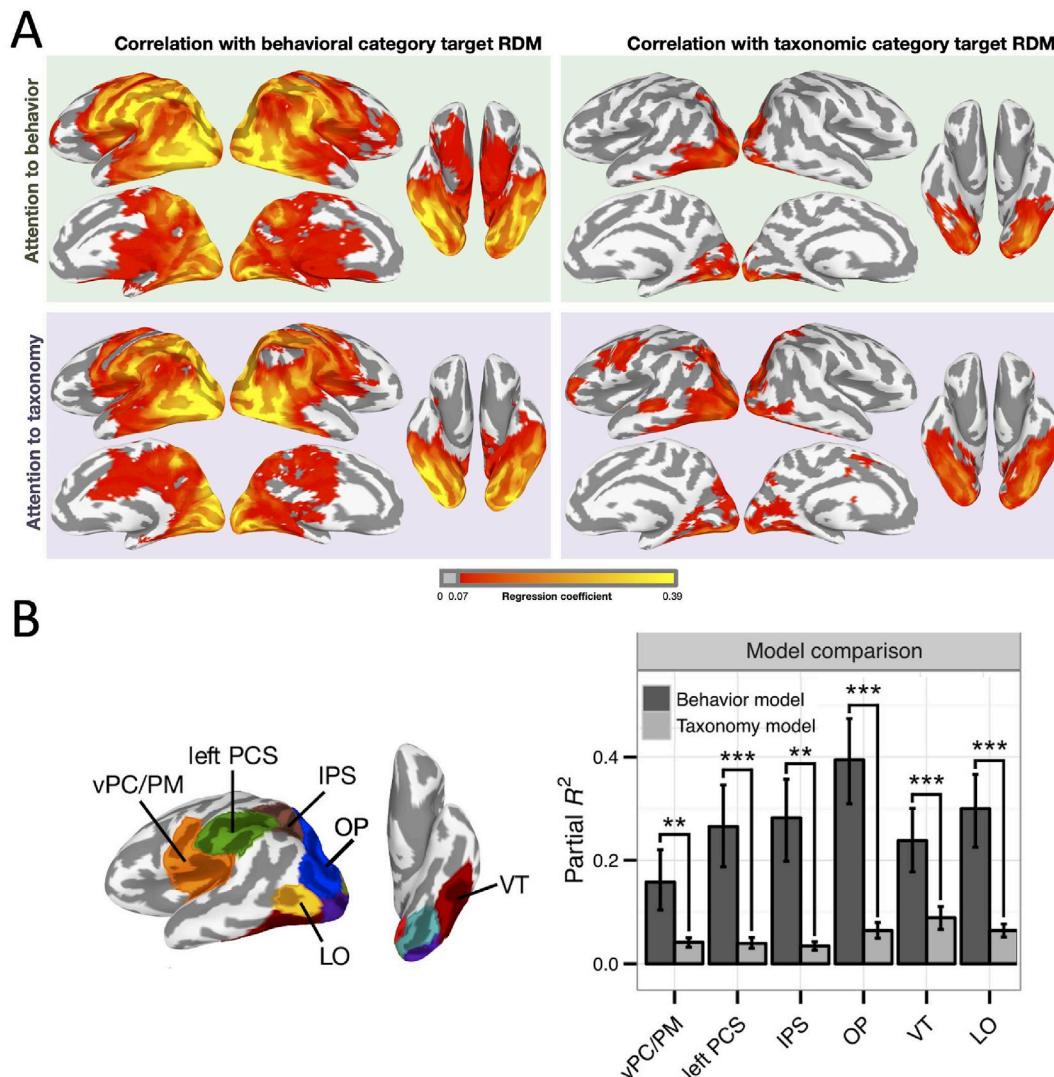 A
Correlation with behavioral category target RDM
Correlation with taxonomic category target RDM
Attention to behavior
Attention to taxonomy
0 0.07 0.39
Regression coefficient
B
left PCS
vPC/PM
IPS
OP
VT
LO
Model comparison
Behavior model
Taxonomy model
** *** ** *** *** ***
Partial R²
0.4
0.2
0.0
vPC/PM
left PCS
IPS
OP
VT
LO